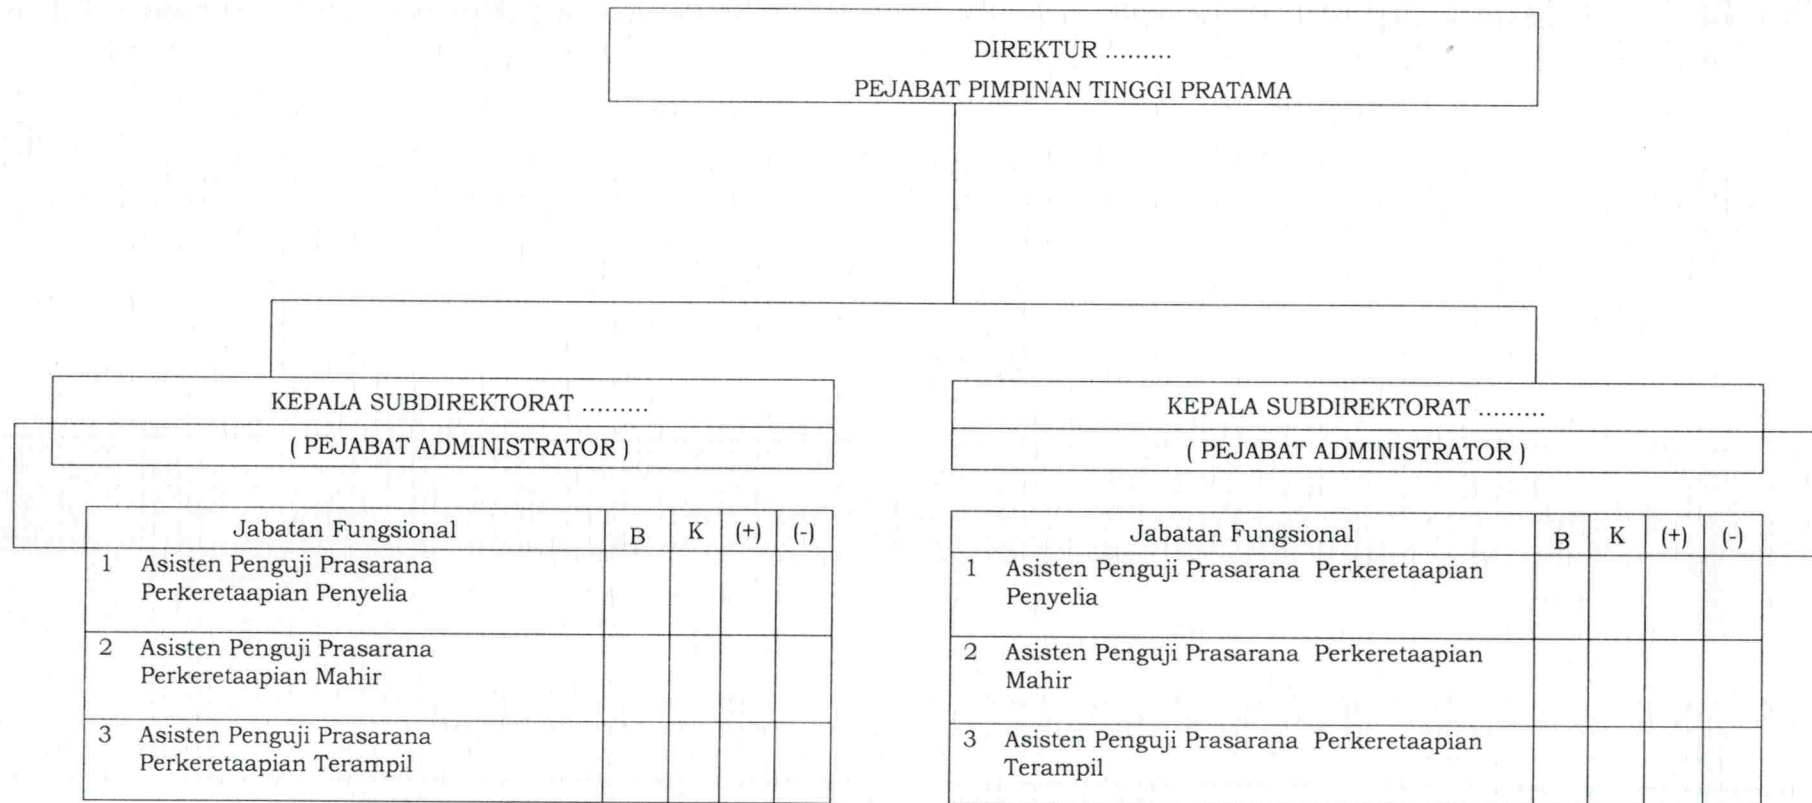 DIREKTUR .........
PEJABAT PIMPINAN TINGGI PRATAMA
KEPALA SUBDIREKTORAT .........
( PEJABAT ADMINISTRATOR )
Jabatan Fungsional B K (+) (-)
1 Asisten Penguji Prasarana
Perkeretaapian Penyelia
2 Asisten Penguji Prasarana
Perkeretaapian Mahir
3 Asisten Penguji Prasarana
Perkeretaapian Terampil
KEPALA SUBDIREKTORAT .........
( PEJABAT ADMINISTRATOR )
Jabatan Fungsional B K (+) (-)
1 Asisten Penguji Prasarana Perkeretaapian
Penyelia
2 Asisten Penguji Prasarana Perkeretaapian
Mahir
3 Asisten Penguji Prasarana Perkeretaapian
Terampil